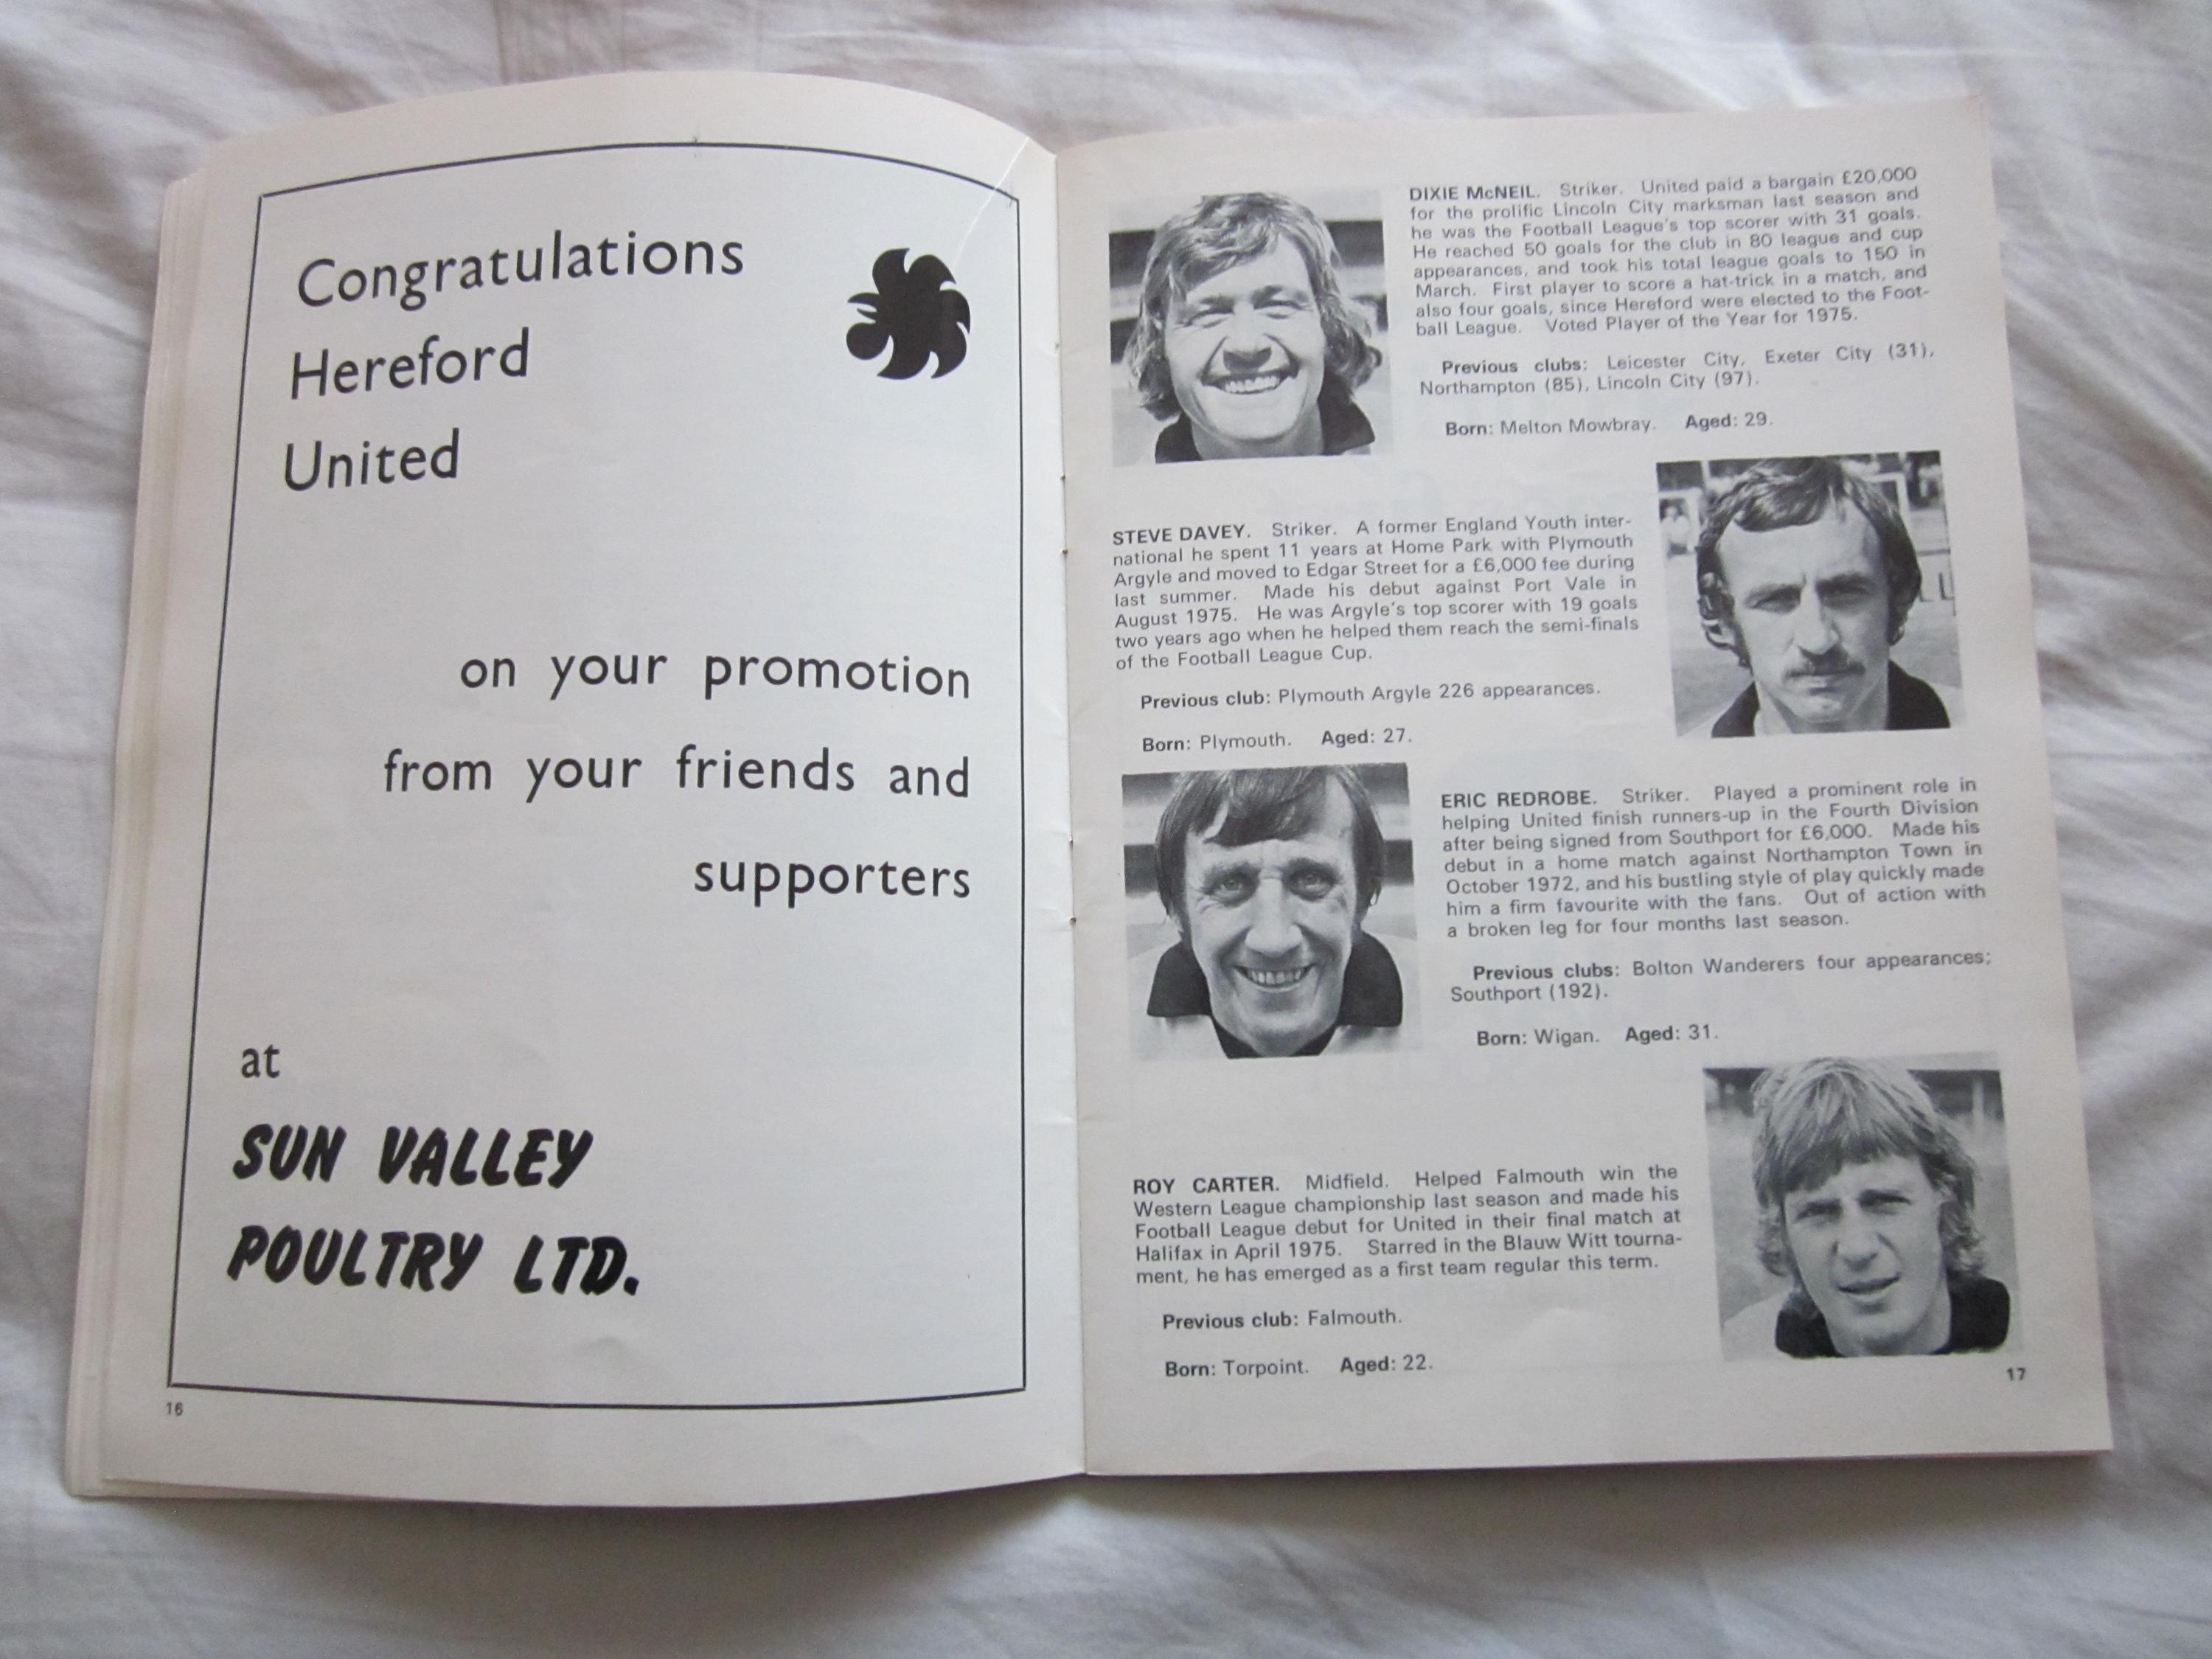 Congratulations
Hereford
United
on your promotion
from your friends and
supporters
at
SUN VALLEY
POULTRY LTD.
16
DIXIE McNEIL. Striker. United paid a bargain £20,000
for the prolific Lincoln City marksman last season and
he was the Football League's top scorer with 31 goals.
He reached 50 goals for the club in 80 league and cup
appearances, and took his total league goals to 150 in
March. First player to score a hat-trick in a match, and
also four goals, since Hereford were elected to the Foot-
ball League. Voted Player of the Year for 1975.
Previous clubs: Leicester City, Exeter City (31),
Northampton (85), Lincoln City (97).
Born: Melton Mowbray. Aged: 29.
STEVE DAVEY. Striker. A former England Youth inter-
national he spent 11 years at Home Park with Plymouth
Argyle and moved to Edgar Street for a £6,000 fee during
last summer. Made his debut against Port Vale in
August 1975. He was Argyle's top scorer with 19 goals
two years ago when he helped them reach the semi-finals
of the Football League Cup.
Previous club: Plymouth Argyle 226 appearances.
Born: Plymouth. Aged: 27.
ERIC REDROBE. Striker. Played a prominent role in
helping United finish runners-up in the Fourth Division
after being signed from Southport for £6,000. Made his
debut in a home match against Northampton Town in
October 1972, and his bustling style of play quickly made
him a firm favourite with the fans. Out of action with
a broken leg for four months last season.
Previous clubs: Bolton Wanderers four appearances;
Southport (192).
Born: Wigan. Aged: 31.
ROY CARTER. Midfield. Helped Falmouth win the
Western League championship last season and made his
Football League debut for United in their final match at
Halifax in April 1975. Starred in the Blauw Witt tourna-
ment, he has emerged as a first team regular this term.
Previous club: Falmouth.
Born: Torpoint. Aged: 22.
17